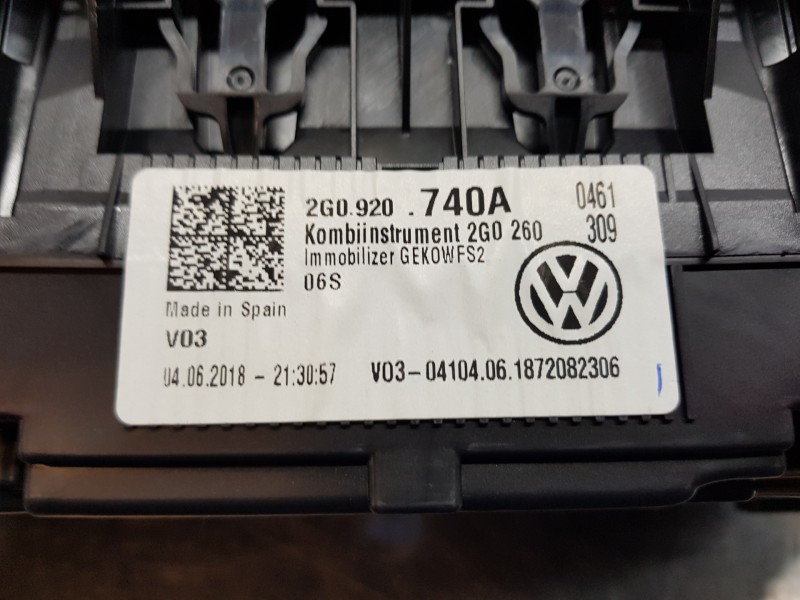 2G0.920 .740A 0461
Kombiinstrument 2G0 260 309
Immobilizer GEKOWFS2
06S
Made in Spain
V03
04.06.2018 - 21:30:57 V03-04104.06.1872082306